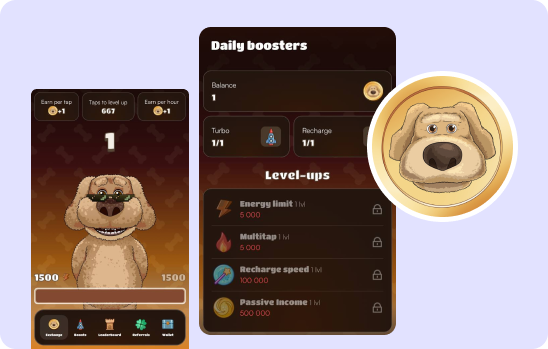 Daily boosters
Balance
1
Turbo
1/1
Recharge
1/1
Level-ups
Energy limit 1 lvl
5 000
Multitap 1 lvl
5 000
Recharge speed 1 lvl
100 000
Passive Income 1 lvl
500 000
Earn per tap
+1
Taps to level up
667
Earn per hour
+1
1
1500
1500
Exchange
Boosts
Leaderboard
Referrals
Wallet